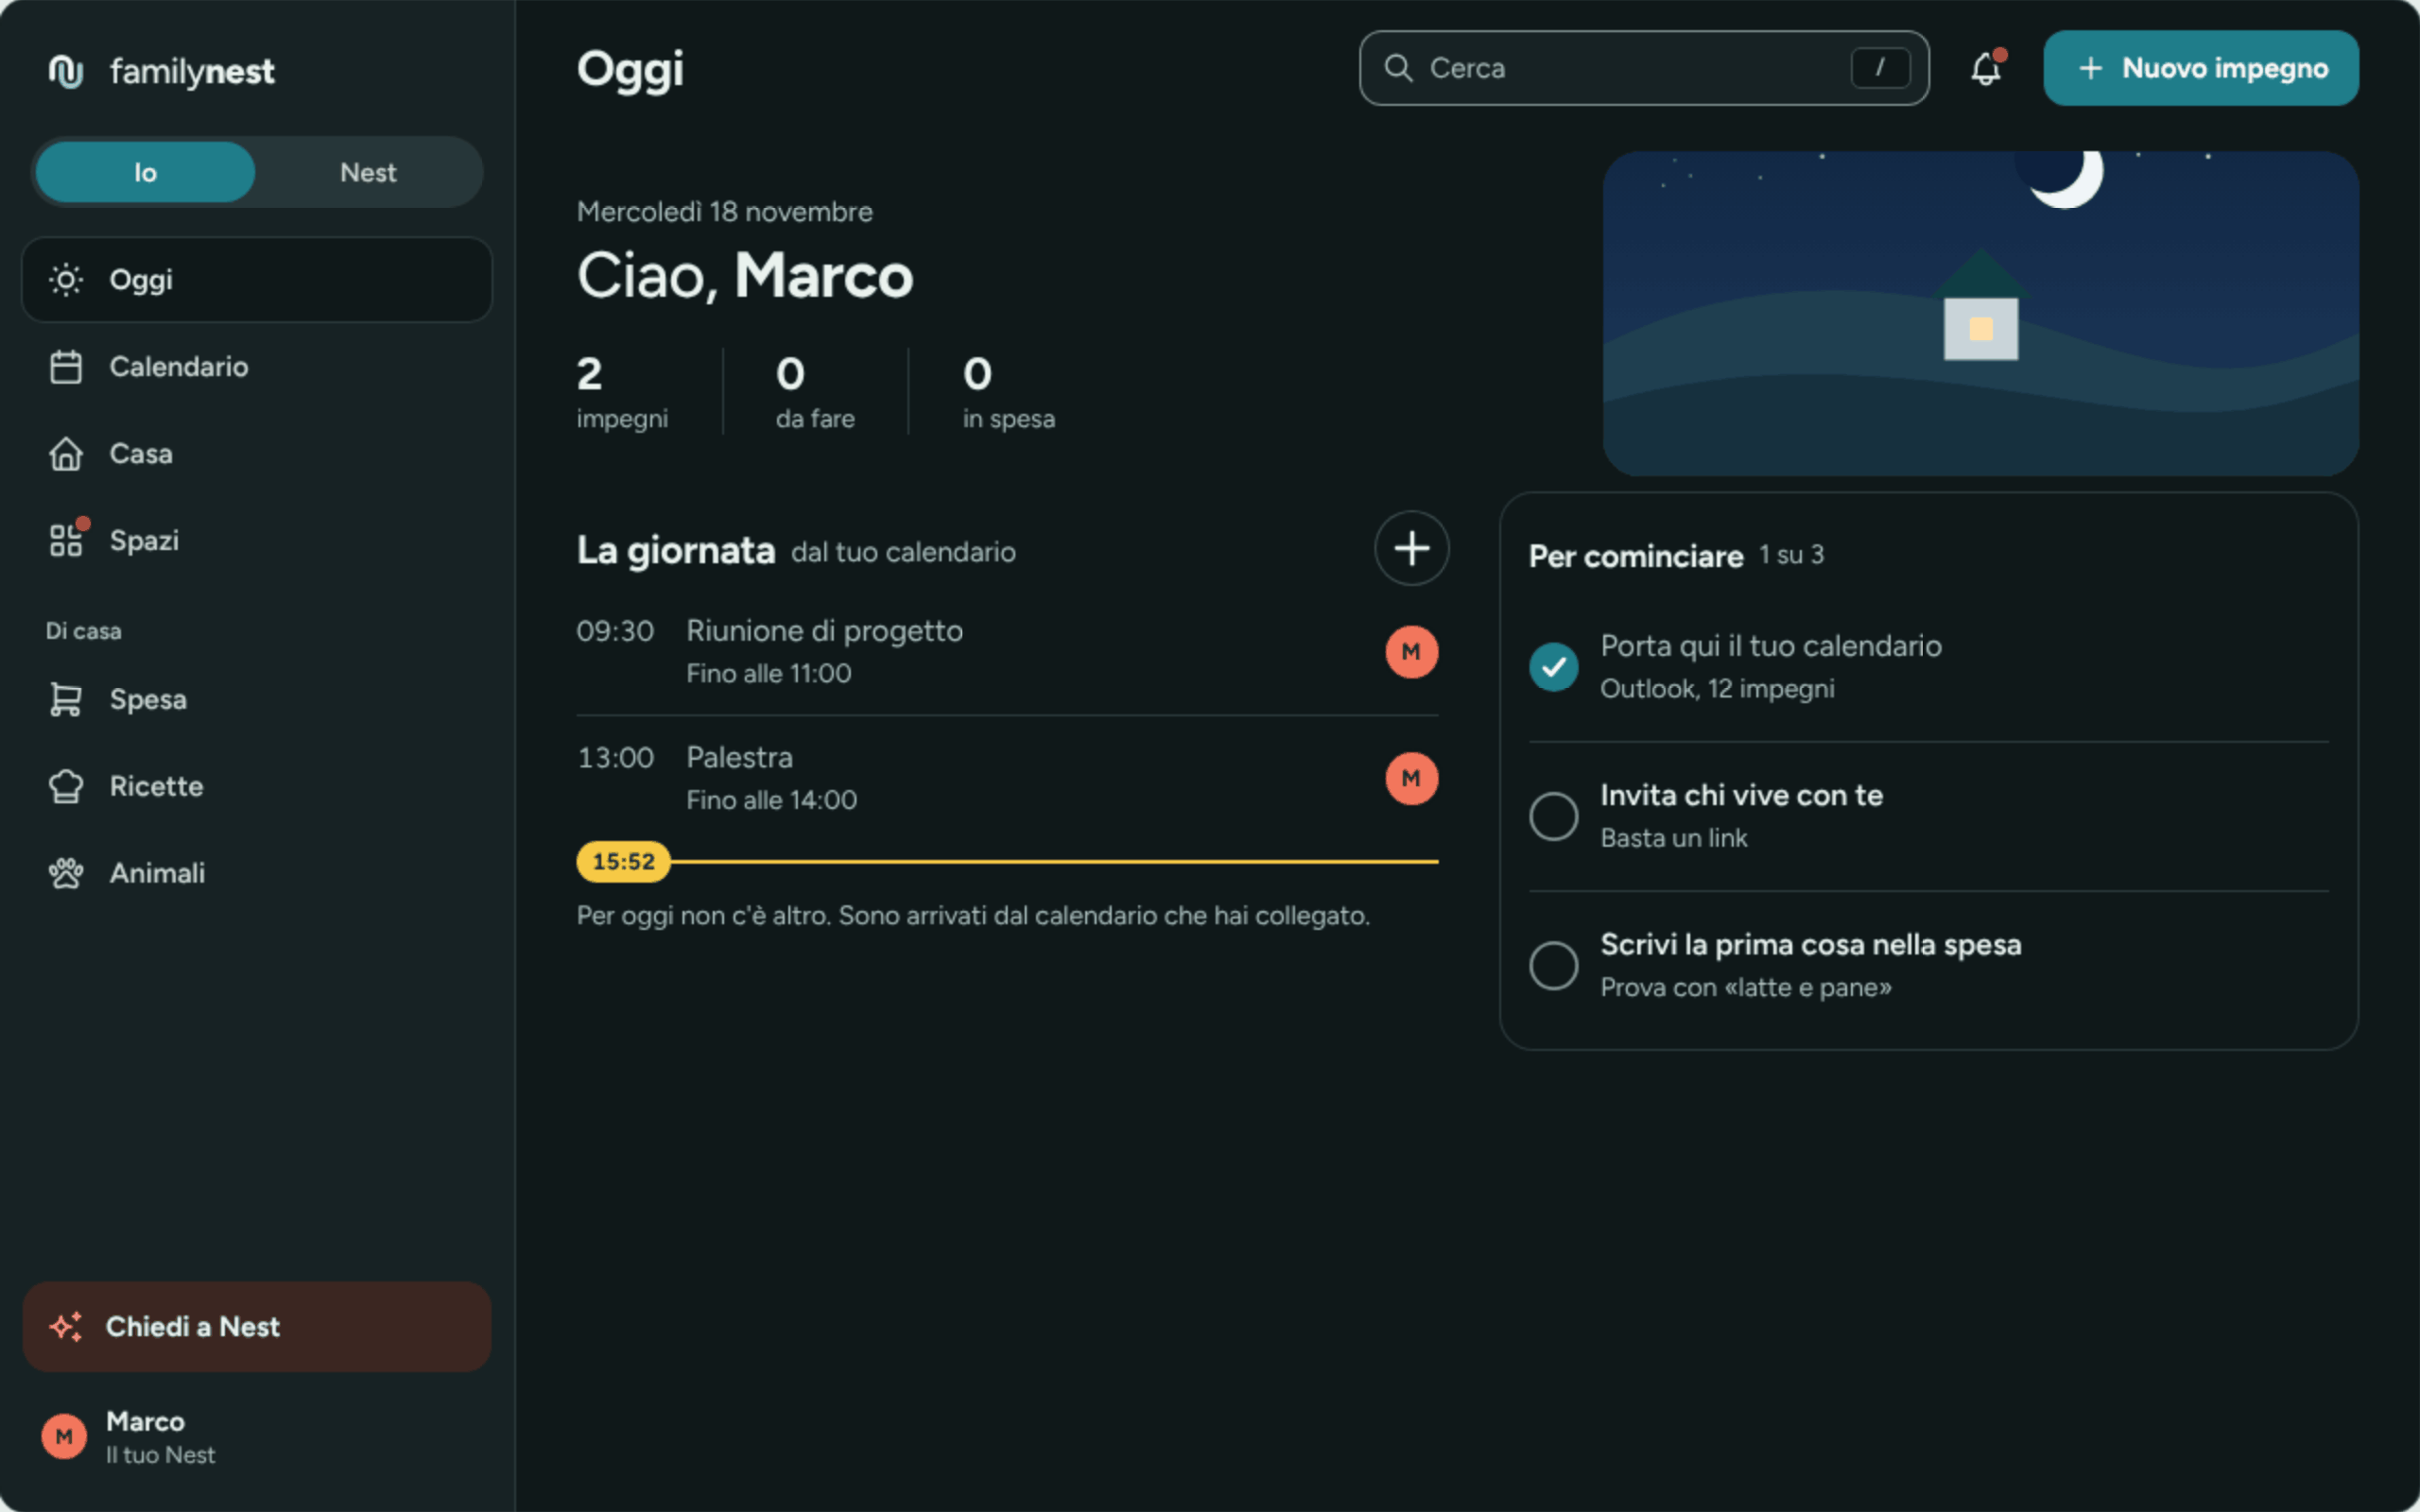 familynest
Io
Nest
Oggi
Calendario
Casa
Spazi
Di casa
Spesa
Ricette
Animali
Chiedi a Nest
M
Marco
Il tuo Nest
Oggi
Cerca
/
Nuovo impegno
Mercoledì 18 novembre
Ciao, Marco
2
impegni
0
da fare
0
in spesa
La giornata dal tuo calendario
09:30 Riunione di progetto
Fino alle 11:00
M
13:00 Palestra
Fino alle 14:00
M
15:52
Per oggi non c'è altro. Sono arrivati dal calendario che hai collegato.
Per cominciare 1 su 3
Porta qui il tuo calendario
Outlook, 12 impegni
Invita chi vive con te
Basta un link
Scrivi la prima cosa nella spesa
Prova con «latte e pane»